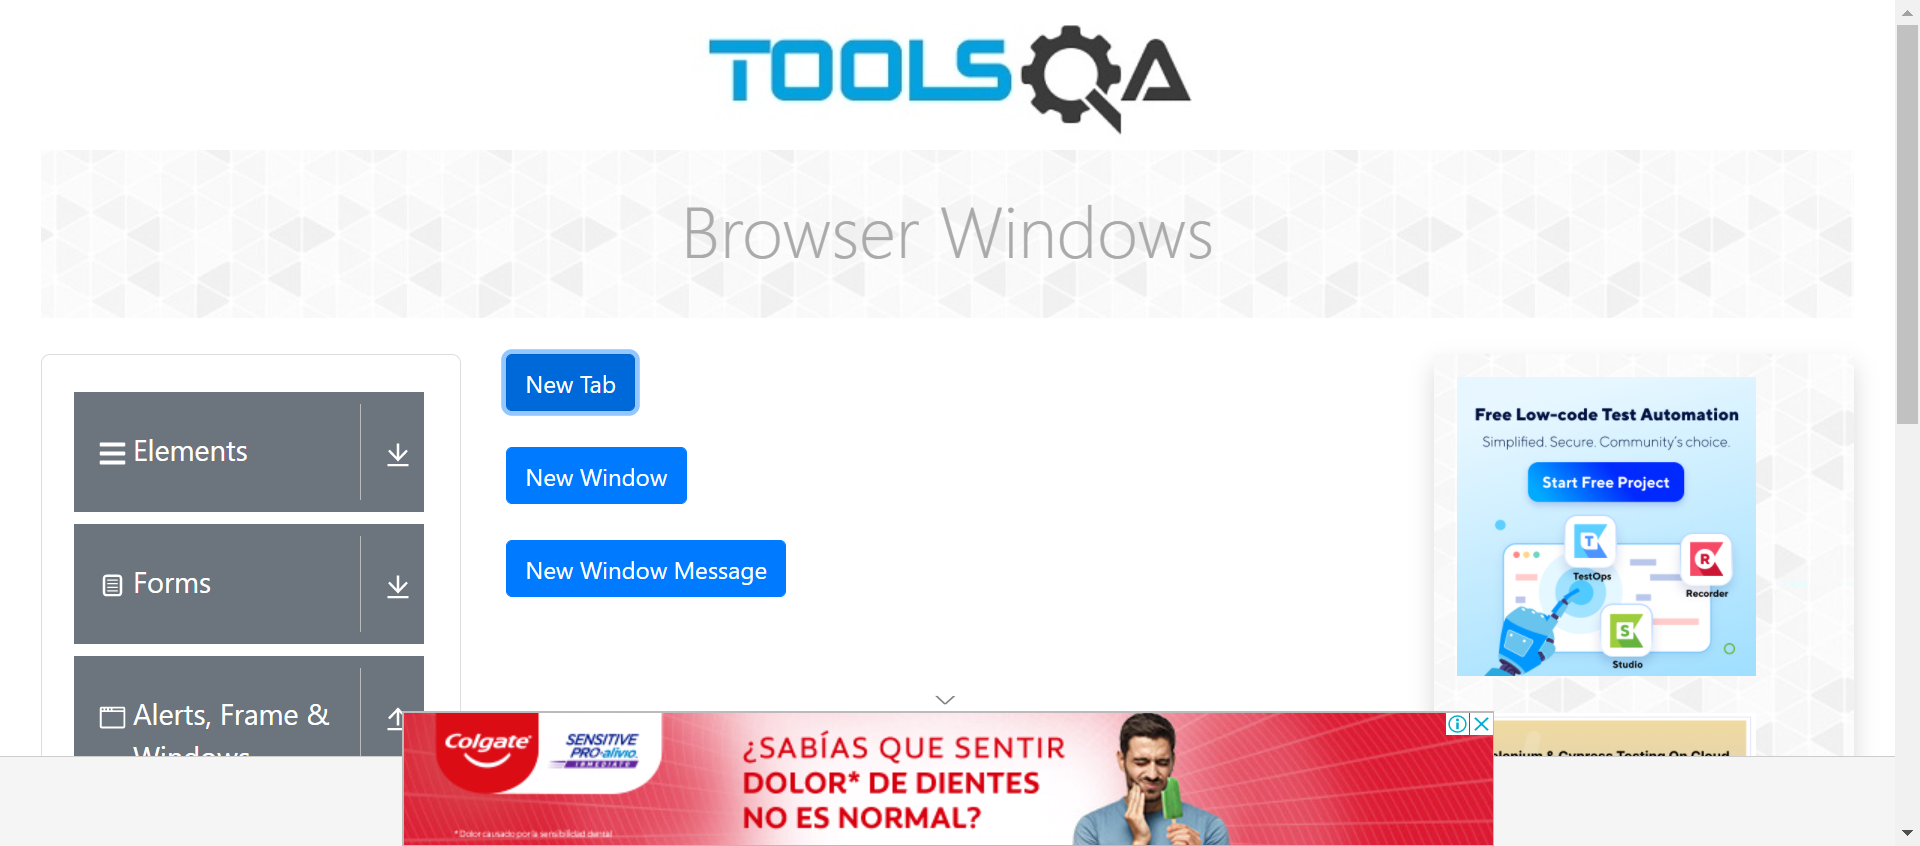 TOOLSQA
Browser Windows
Elements
Forms
Alerts, Frame &
Windows
New Tab
New Window
New Window Message
Free Low-code Test Automation
Simplified. Secure. Community's choice.
Start Free Project
TestOps
Recorder
Studio
Selenium & Cypress Testing On Cloud
Colgate
SENSITIVE
PRO-alivio
INMEDIATO
¿SABÍAS QUE SENTIR
DOLOR* DE DIENTES
NO ES NORMAL?
*Dolor causado por la sensibilidad dental